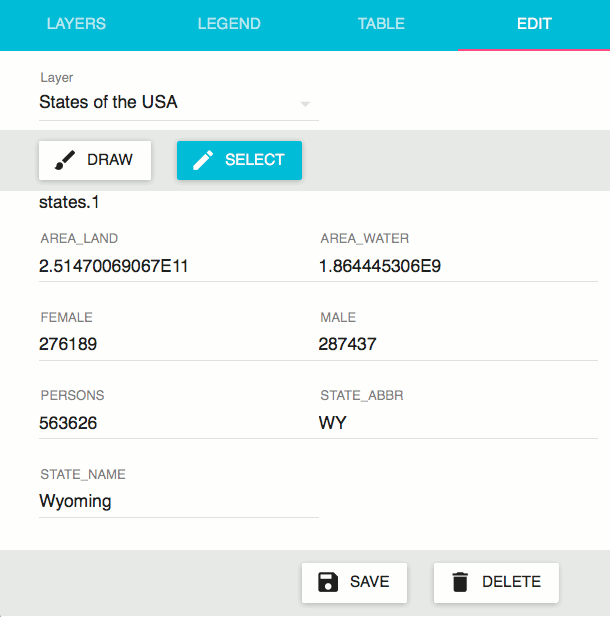 LAYERS LEGEND TABLE EDIT
Layer
States of the USA
DRAW SELECT
states.1
AREA_LAND AREA_WATER
2.51470069067E11 1.864445306E9
FEMALE MALE
276189 287437
PERSONS STATE_ABBR
563626 WY
STATE_NAME
Wyoming
SAVE DELETE